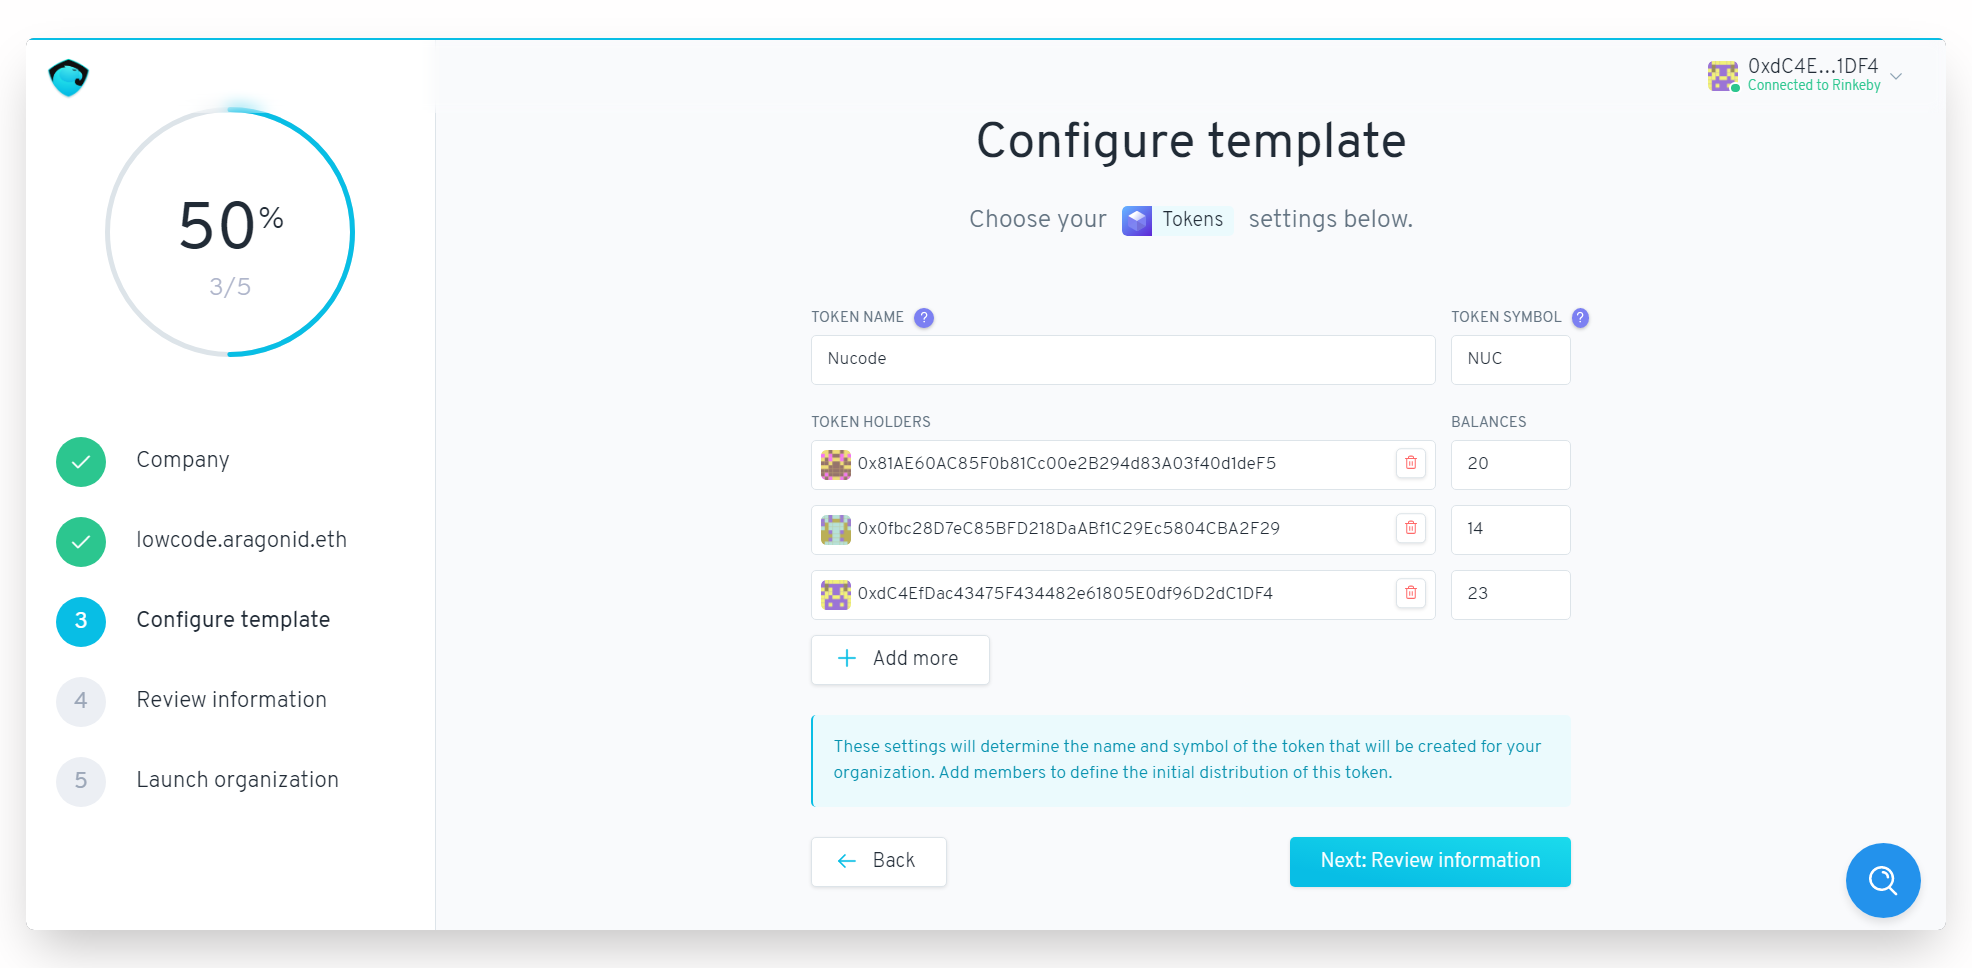 0xdC4E...1DF4
Connected to Rinkeby
50%
3/5
Company
lowcode.aragonid.eth
3 Configure template
4 Review information
5 Launch organization
Configure template
Choose your Tokens settings below.
TOKEN NAME ? TOKEN SYMBOL ?
Nucode NUC
TOKEN HOLDERS BALANCES
0x81AE60AC85F0b81Cc00e2B294d83A03f40d1deF5 20
0x0fbc28D7eC85BFD218DaABf1C29Ec5804CBA2F29 14
0xdC4EfDac43475F434482e61805E0df96D2dC1DF4 23
Add more
These settings will determine the name and symbol of the token that will be created for your
organization. Add members to define the initial distribution of this token.
Back Next: Review information